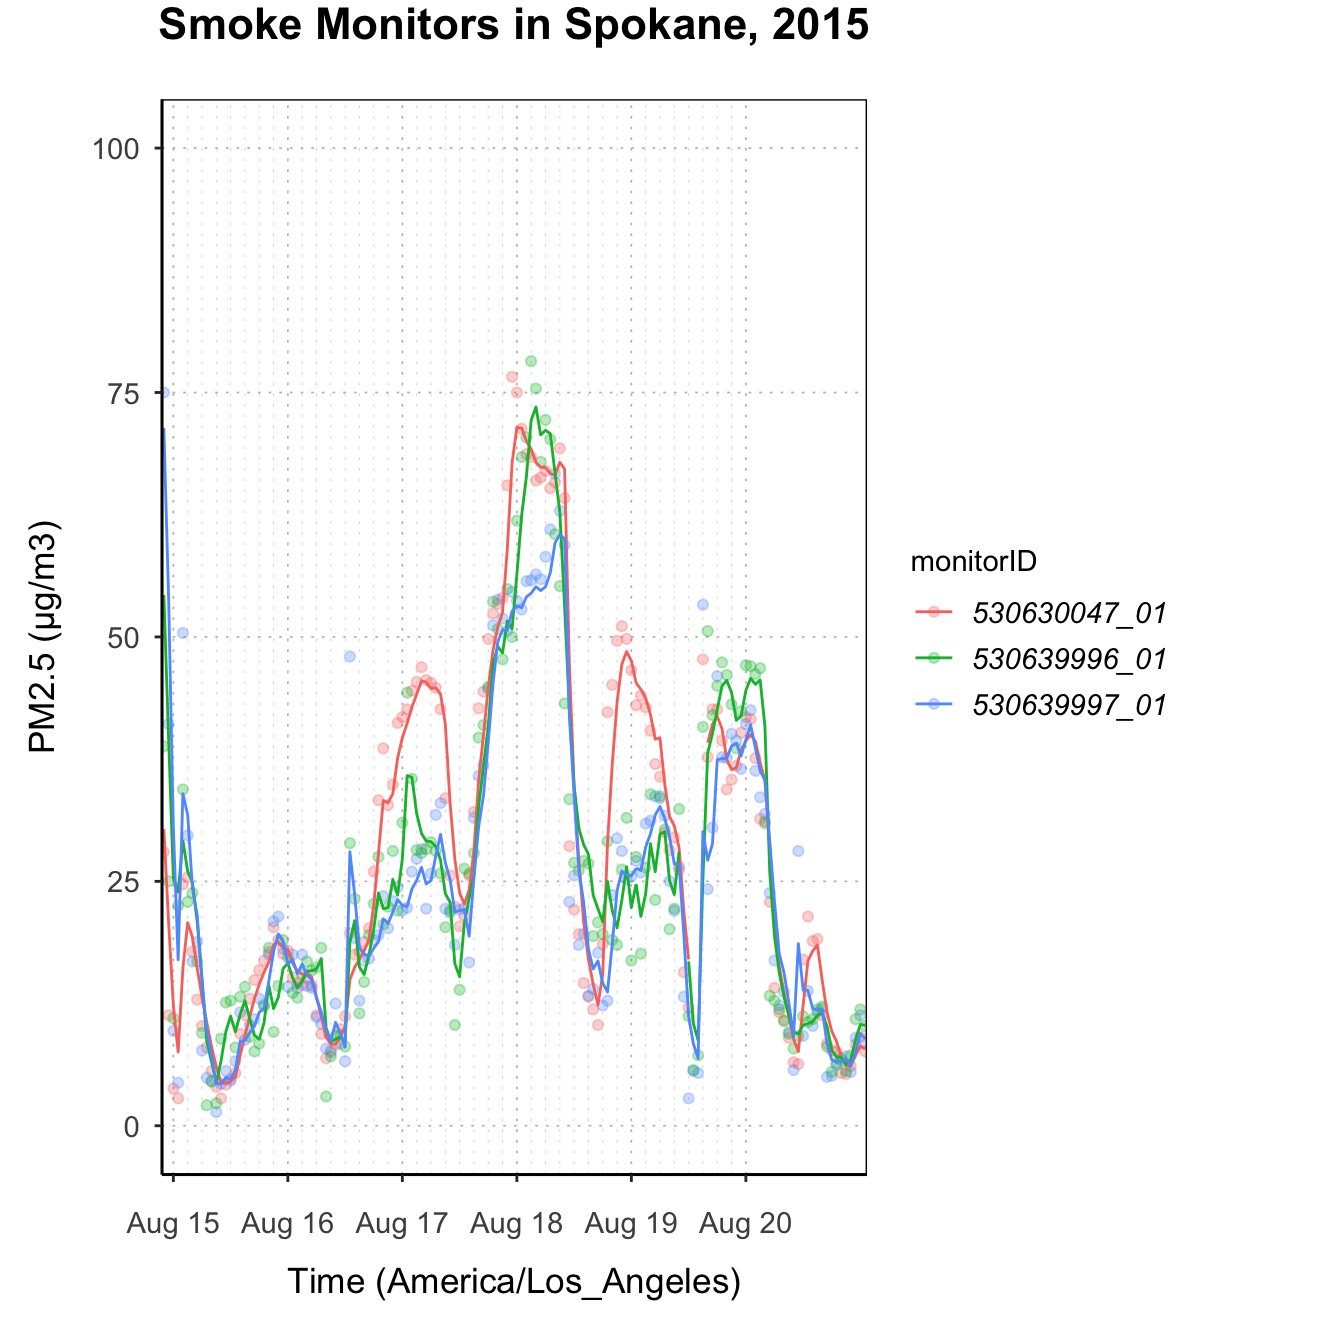 Smoke Monitors in Spokane, 2015
100
75
50
25
0
PM2.5 (µg/m3)
Aug 15 Aug 16 Aug 17 Aug 18 Aug 19 Aug 20
Time (America/Los_Angeles)
monitorID
530630047_01
530639996_01
530639997_01